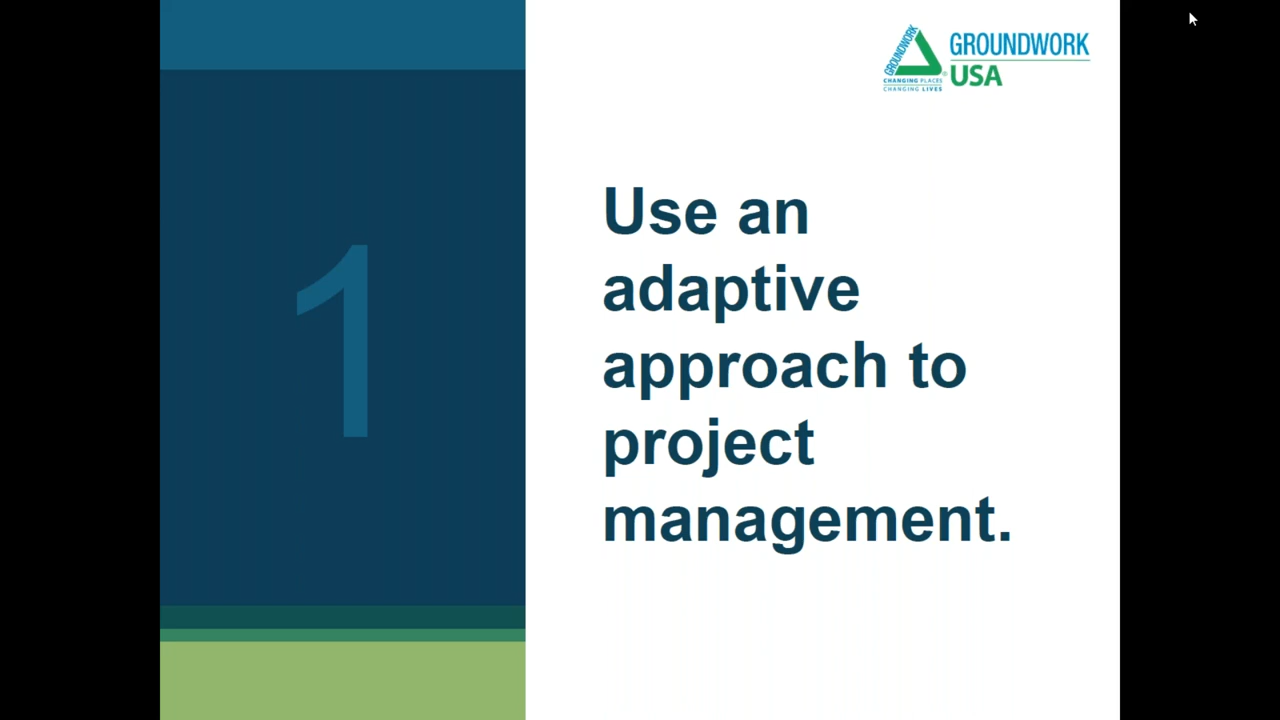 GROUNDWORK
CHANGING PLACES
CHANGING LIVES
GROUNDWORK
USA
1
Use an
adaptive
approach to
project
management.